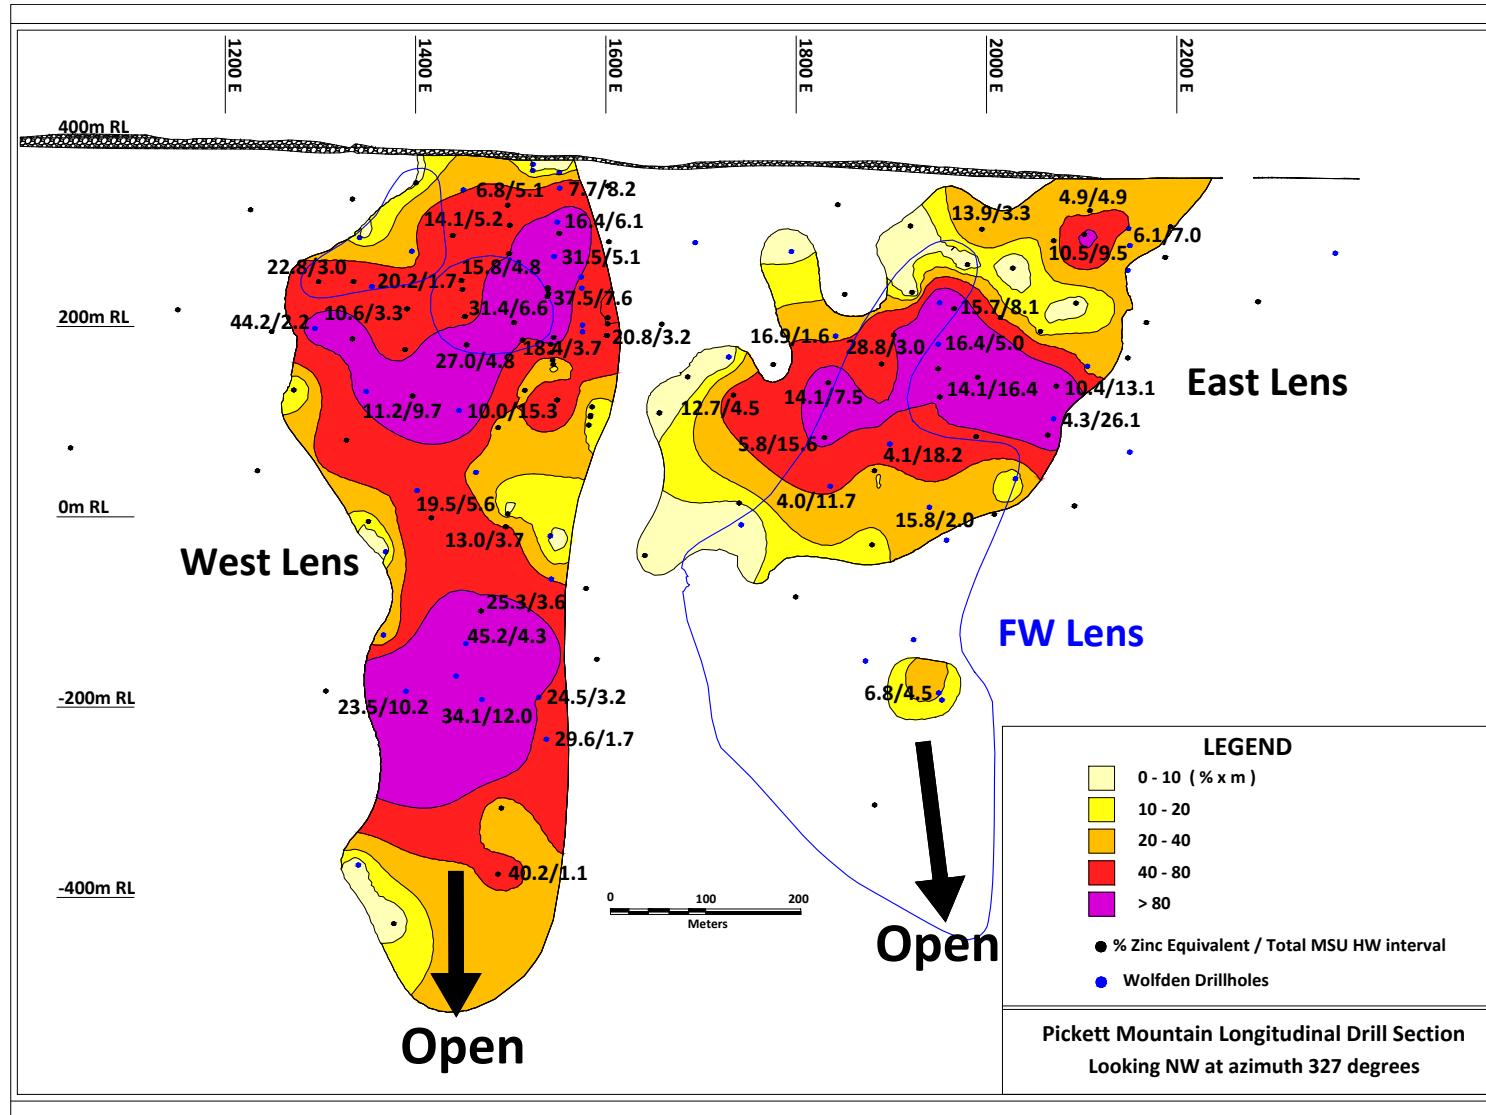 1200 E
1400 E
1600 E
1800 E
2000 E
2200 E
400m RL
6.8/5.1
7.7/8.2
4.9/4.9
14.1/5.2
16.4/6.1
13.9/3.3
6.1/7.0
22.8/3.0
15.8/4.8
31.5/5.1
10.5/9.5
20.2/1.7
37.5/7.6
200m RL
44.2/2.2
10.6/3.3
31.4/6.6
20.8/3.2
15.7/8.1
16.9/1.6
28.8/3.0
16.4/5.0
27.0/4.8
18.4/3.7
East Lens
11.2/9.7
10.0/15.3
12.7/4.5
14.1/7.5
14.1/16.4
10.4/13.1
4.3/26.1
5.8/15.6
4.1/18.2
0m RL
19.5/5.6
4.0/11.7
15.8/2.0
13.0/3.7
West Lens
25.3/3.6
45.2/4.3
FW Lens
-200m RL
23.5/10.2
34.1/12.0
24.5/3.2
6.8/4.5
29.6/1.7
-400m RL
40.2/1.1
0 100 200
Meters
Open
Open
LEGEND
0 - 10 ( % x m )
10 - 20
20 - 40
40 - 80
> 80
% Zinc Equivalent / Total MSU HW interval
Wolfden Drillholes
Pickett Mountain Longitudinal Drill Section
Looking NW at azimuth 327 degrees